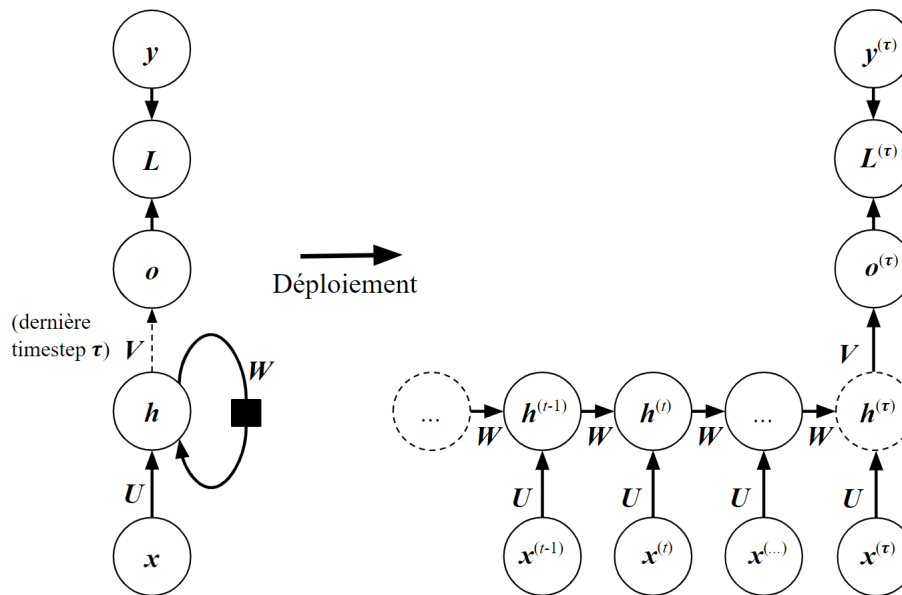 y
y^(τ)
L
L^(τ)
o
o^(τ)
Déploiement
(dernière
timestep τ)
V
V
W
h
...
W
h^(t-1)
W
h^(t)
W
...
W
h^(τ)
U
U
U
U
U
x
x^(t-1)
x^(t)
x^(...)
x^(τ)